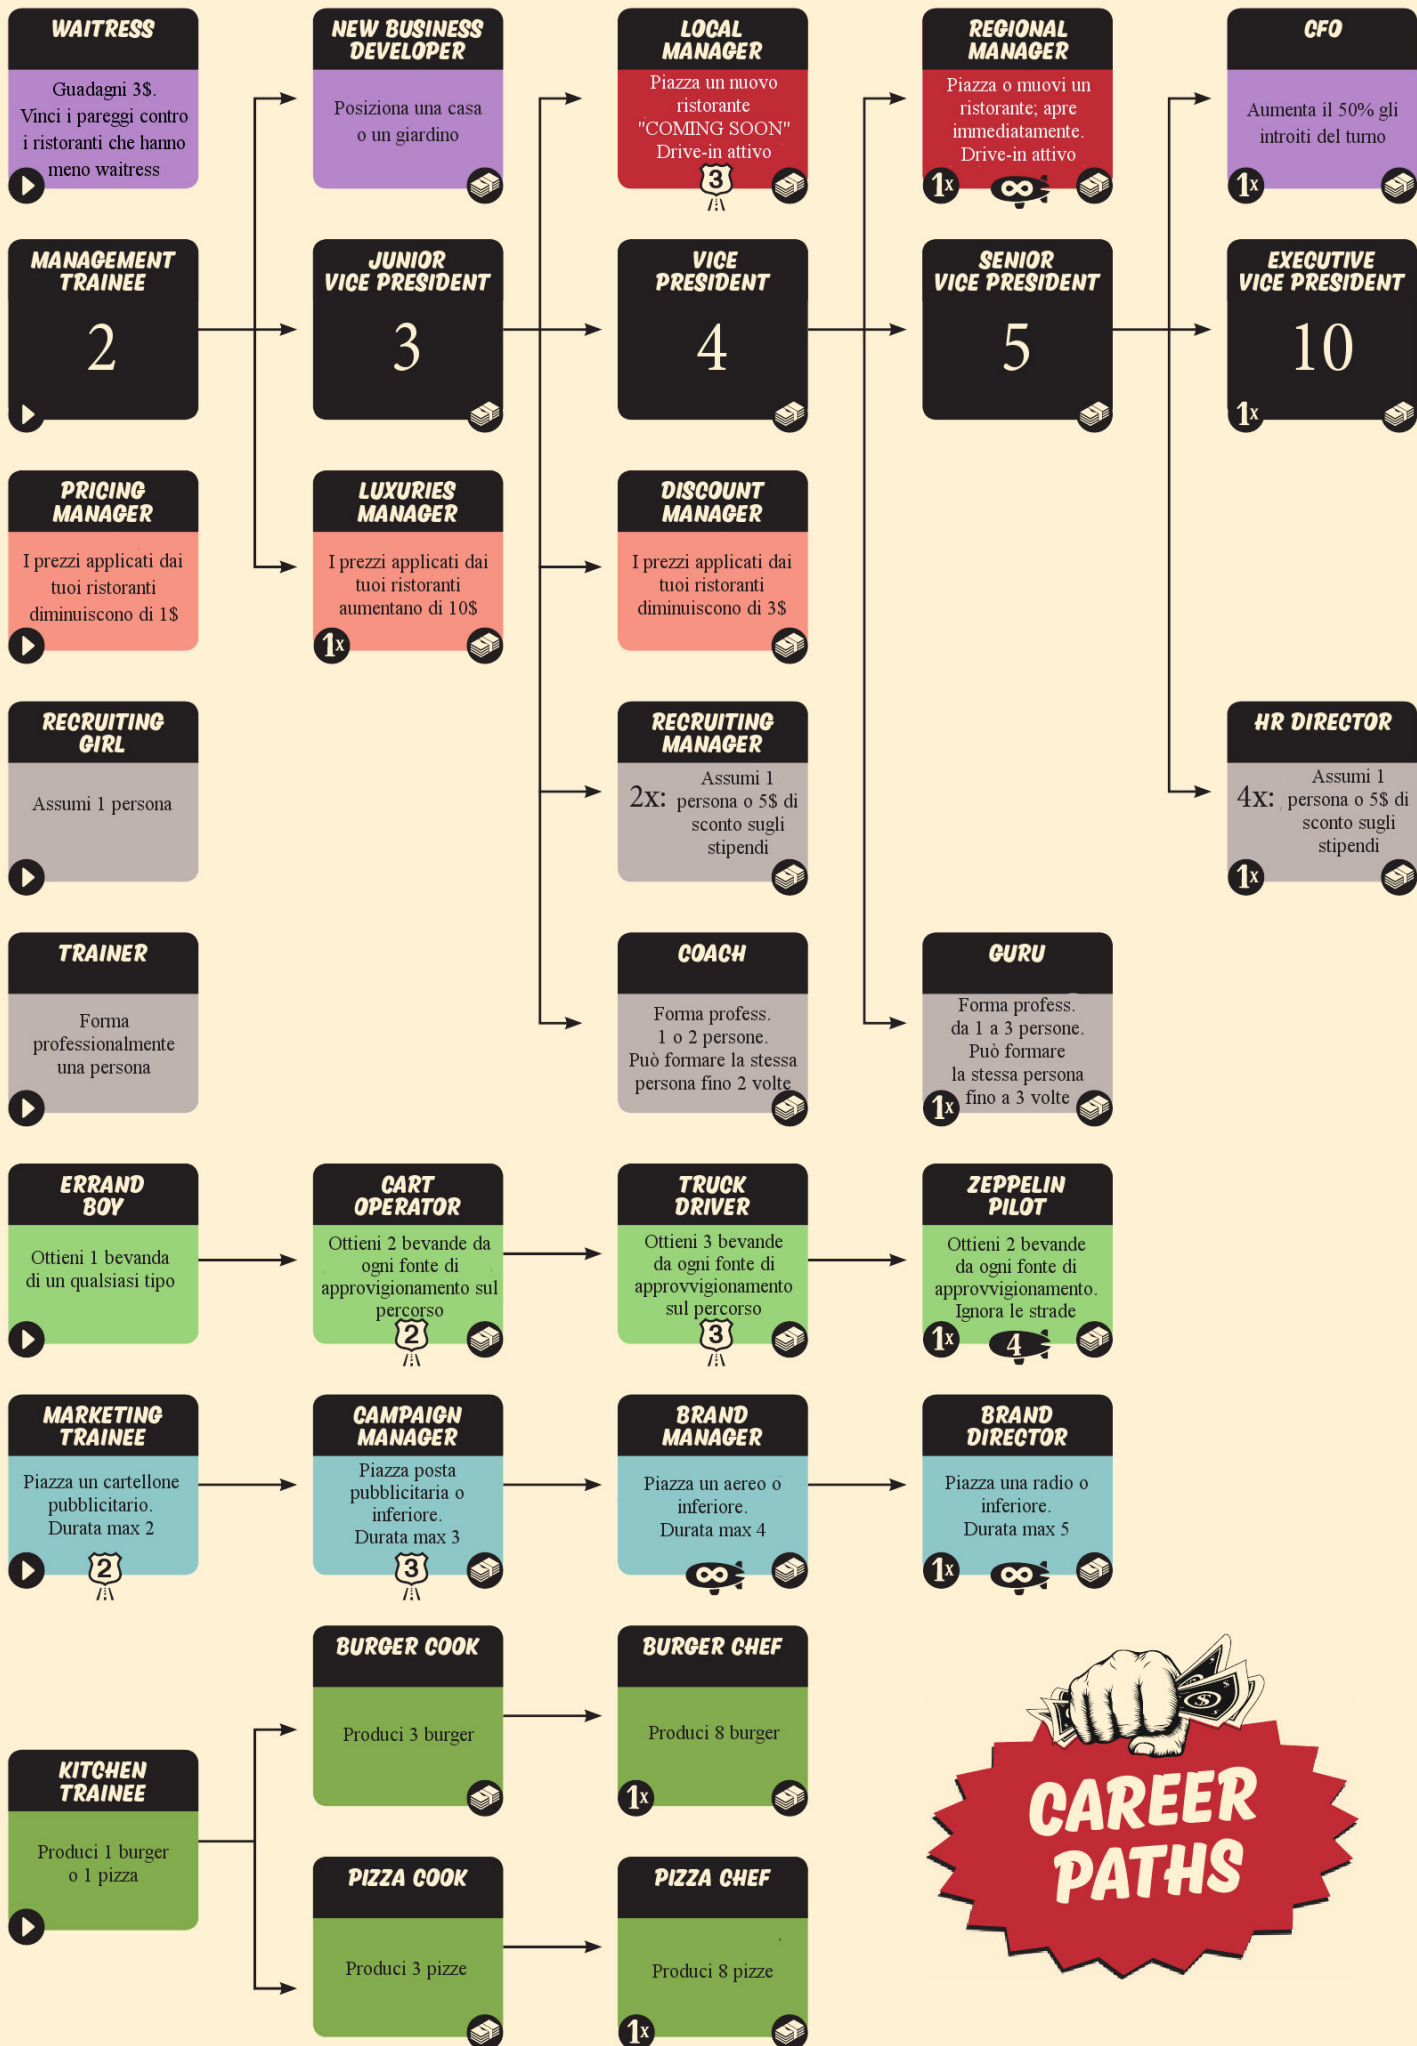 WAITRESS
Guadagni 3$.
Vinci i pareggi contro
i ristoranti che hanno
meno waitress
NEW BUSINESS
DEVELOPER
Posiziona una casa
o un giardino
LOCAL
MANAGER
Piazza un nuovo
ristorante
"COMING SOON"
Drive-in attivo
3
REGIONAL
MANAGER
Piazza o muovi un
ristorante; apre
immediatamente.
Drive-in attivo
1x
∞
CFO
Aumenta il 50% gli
introiti del turno
1x
MANAGEMENT
TRAINEE
2
JUNIOR
VICE PRESIDENT
3
VICE
PRESIDENT
4
SENIOR
VICE PRESIDENT
5
EXECUTIVE
VICE PRESIDENT
10
1x
PRICING
MANAGER
I prezzi applicati dai
tuoi ristoranti
diminuiscono di 1$
LUXURIES
MANAGER
I prezzi applicati dai
tuoi ristoranti
aumentano di 10$
1x
DISCOUNT
MANAGER
I prezzi applicati dai
tuoi ristoranti
diminuiscono di 3$
RECRUITING
GIRL
Assumi 1 persona
RECRUITING
MANAGER
2x:
Assumi 1
persona o 5$ di
sconto sugli
stipendi
HR DIRECTOR
4x:
Assumi 1
persona o 5$ di
sconto sugli
stipendi
1x
TRAINER
Forma
professionalmente
una persona
COACH
Forma profess.
1 o 2 persone.
Può formare la stessa
persona fino 2 volte
GURU
Forma profess.
da 1 a 3 persone.
Può formare
la stessa persona
fino a 3 volte
1x
ERRAND
BOY
Ottieni 1 bevanda
di un qualsiasi tipo
CART
OPERATOR
Ottieni 2 bevande da
ogni fonte di
approvigionamento sul
percorso
2
TRUCK
DRIVER
Ottieni 3 bevande
da ogni fonte di
approvvigionamento
sul percorso
3
ZEPPELIN
PILOT
Ottieni 2 bevande
da ogni fonte di
approvvigionamento.
Ignora le strade
1x
4
MARKETING
TRAINEE
Piazza un cartellone
pubblicitario.
Durata max 2
2
CAMPAIGN
MANAGER
Piazza posta
pubblicitaria o
inferiore.
Durata max 3
3
BRAND
MANAGER
Piazza un aereo o
inferiore.
Durata max 4
∞
BRAND
DIRECTOR
Piazza una radio o
inferiore.
Durata max 5
1x
∞
KITCHEN
TRAINEE
Produci 1 burger
o 1 pizza
BURGER COOK
Produci 3 burger
BURGER CHEF
Produci 8 burger
1x
PIZZA COOK
Produci 3 pizze
PIZZA CHEF
Produci 8 pizze
1x
CAREER
PATHS